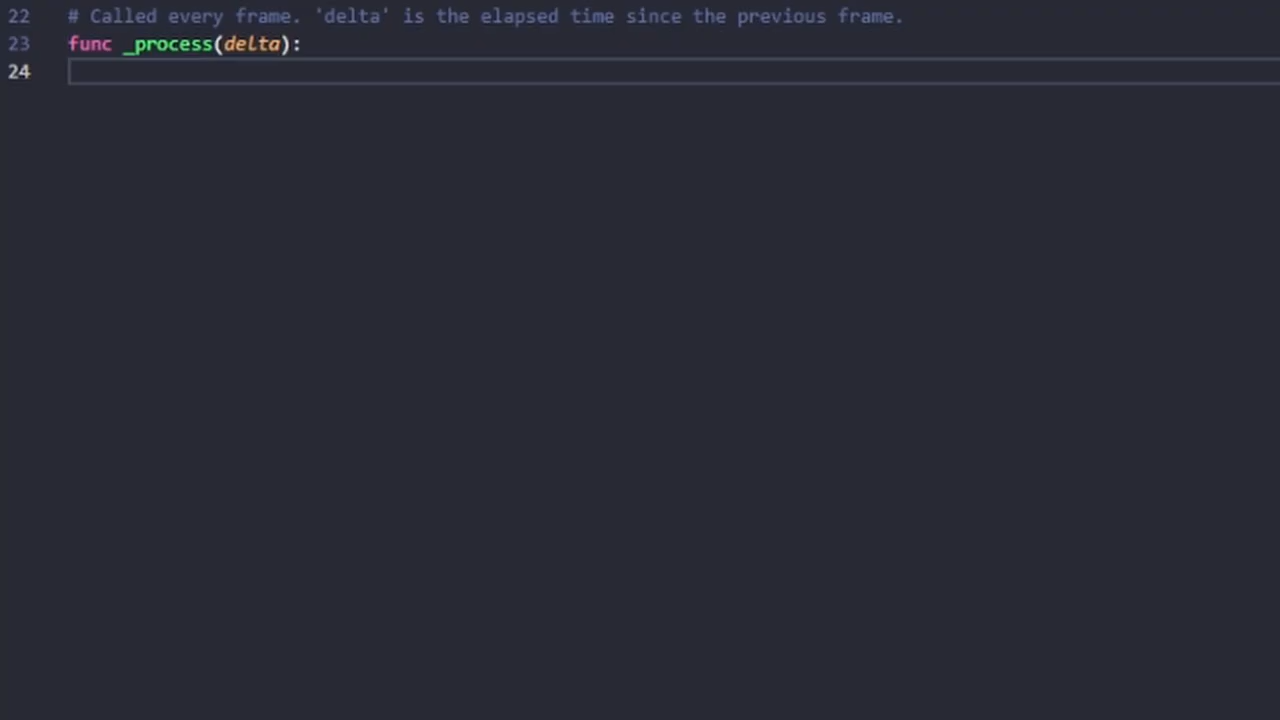 22 # Called every frame. 'delta' is the elapsed time since the previous frame.
23 func _process(delta):
24